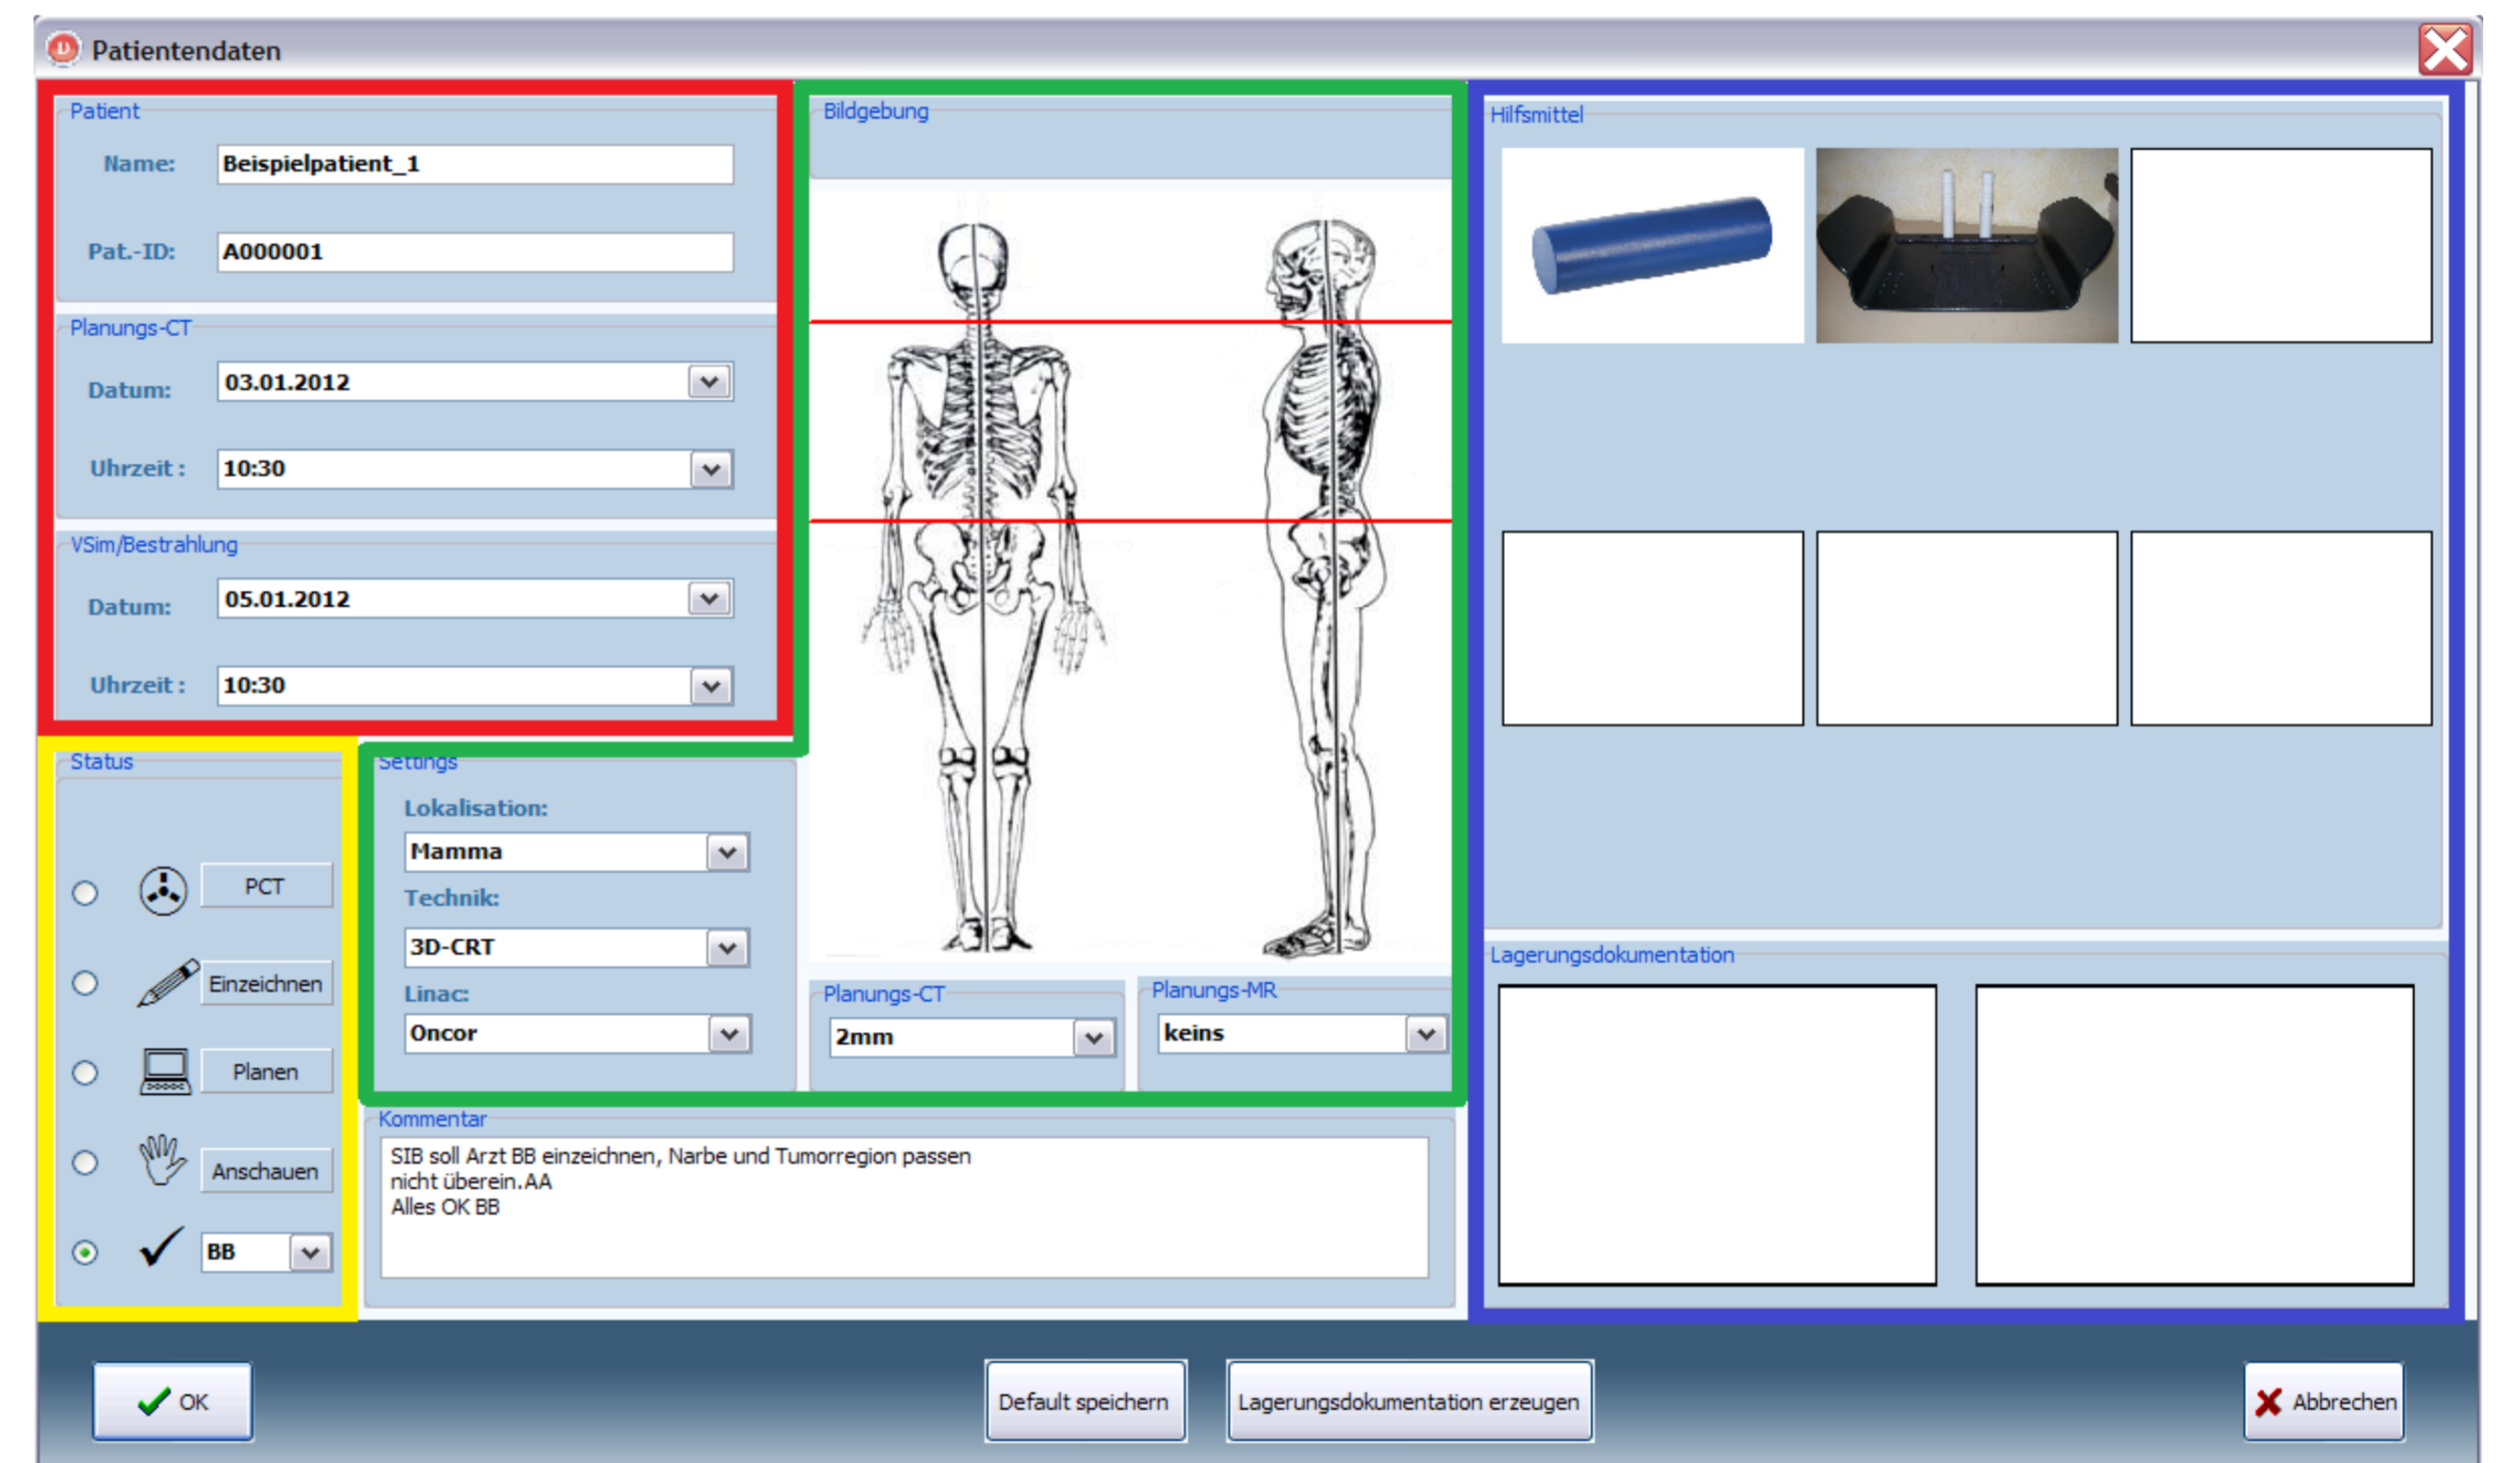 Patientendaten
Patient
Name:
Beispielpatient_1
Pat.-ID:
A000001
Planungs-CT
Datum:
03.01.2012
Uhrzeit :
10:30
VSim/Bestrahlung
Datum:
05.01.2012
Uhrzeit :
10:30
Status
PCT
Einzeichnen
Planen
Anschauen
BB
Settings
Lokalisation:
Mamma
Technik:
3D-CRT
Linac:
Oncor
Bildgebung
Planungs-CT
2mm
Planungs-MR
keins
Kommentar
SIB soll Arzt BB einzeichnen, Narbe und Tumorregion passen
nicht überein.AA
Alles OK BB
Hilfsmittel
Lagerungsdokumentation
OK
Default speichern
Lagerungsdokumentation erzeugen
Abbrechen